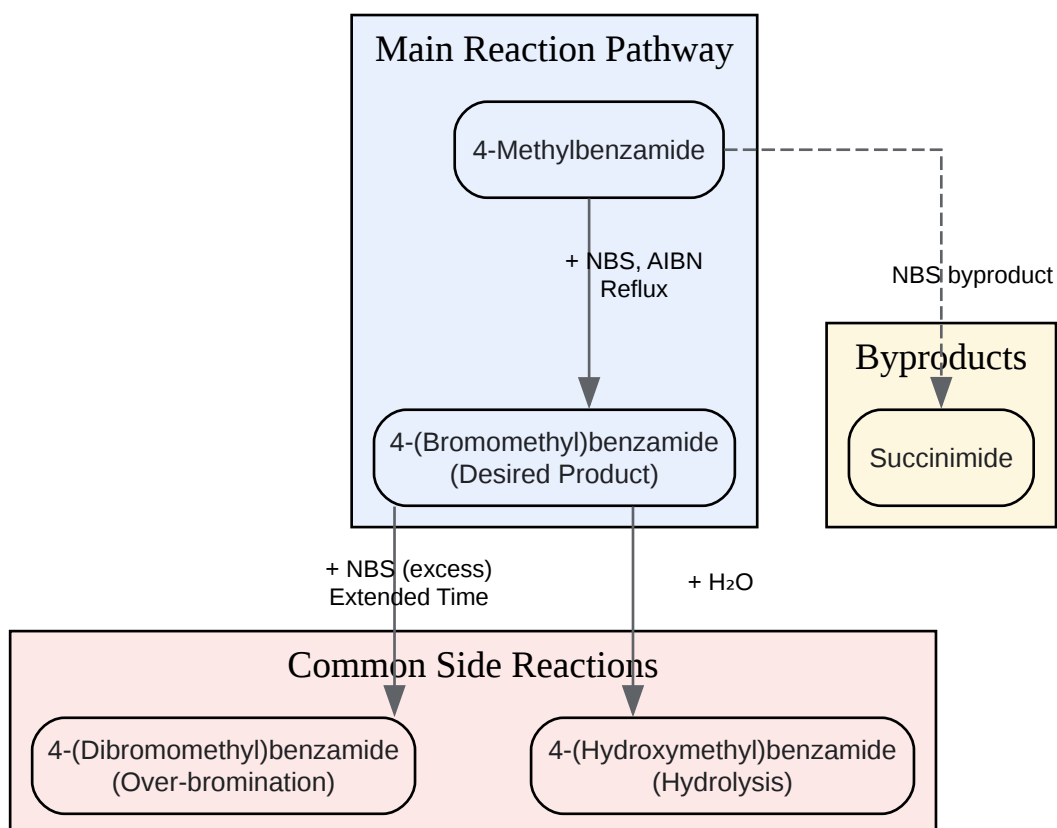 Main Reaction Pathway
4-Methylbenzamide
+ NBS, AIBN
Reflux
NBS byproduct
Byproducts
4-(Bromomethyl)benzamide
(Desired Product)
Succinimide
+ NBS (excess)
Extended Time
+ H₂O
Common Side Reactions
4-(Dibromomethyl)benzamide
(Over-bromination)
4-(Hydroxymethyl)benzamide
(Hydrolysis)